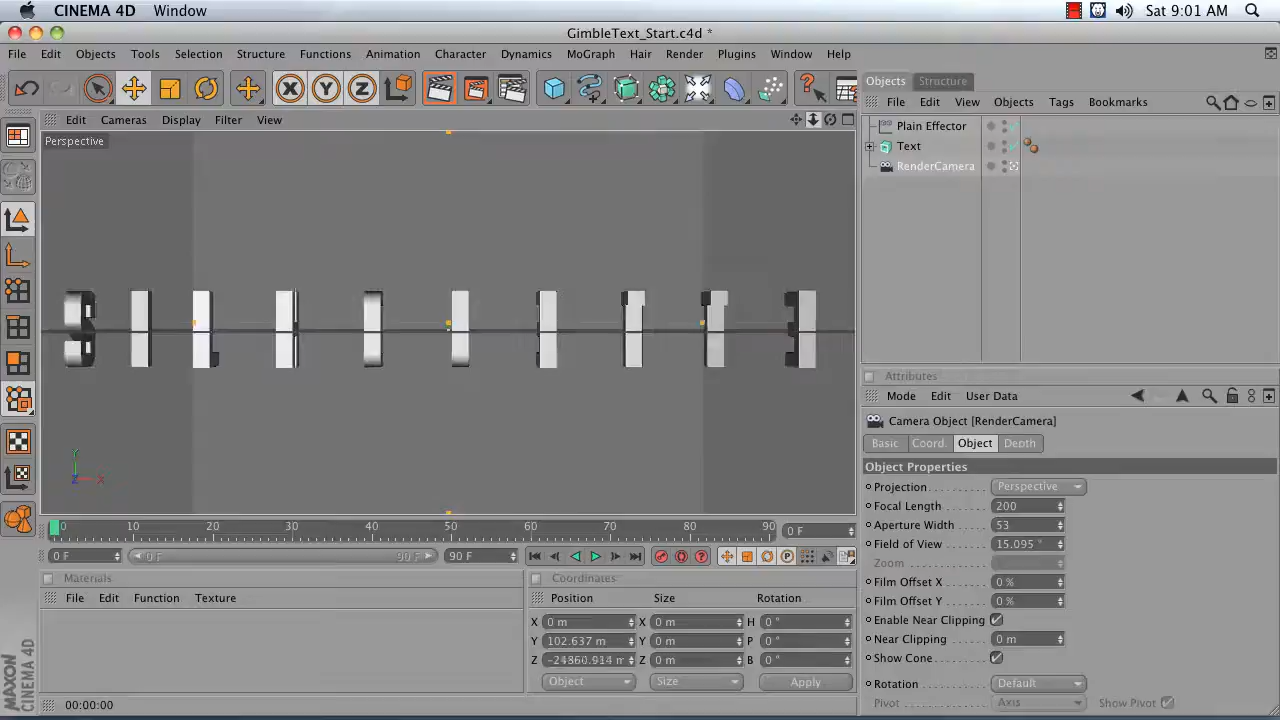 CINEMA 4D Window Sat 9:01 AM
GimbleText_Start.c4d *
File Edit Objects Tools Selection Structure Functions Animation Character Dynamics MoGraph Hair Render Plugins Window Help
X Y Z
Objects Structure
File Edit View Objects Tags Bookmarks
Edit Cameras Display Filter View
Perspective
Plain Effector
Text
RenderCamera
Y
Z X
Attributes
Mode Edit User Data
Camera Object [RenderCamera]
Basic Coord. Object Depth
Object Properties
Projection Perspective
Focal Length 200
Aperture Width 53
Field of View 15.095 °
Zoom
Film Offset X 0 %
Film Offset Y 0 %
Enable Near Clipping
Near Clipping 0 m
Show Cone
Rotation Default
Pivot Axis Show Pivot
0 10 20 30 40 50 60 70 80 90 0 F
0 F 0 F 90 F 90 F
Materials
File Edit Function Texture
Coordinates
Position Size Rotation
X 0 m X 0 m H 0 °
Y 102.637 m Y 0 m P 0 °
Z -24860.914 m Z 0 m B 0 °
Object Size Apply
MAXON
CINEMA 4D
00:00:00